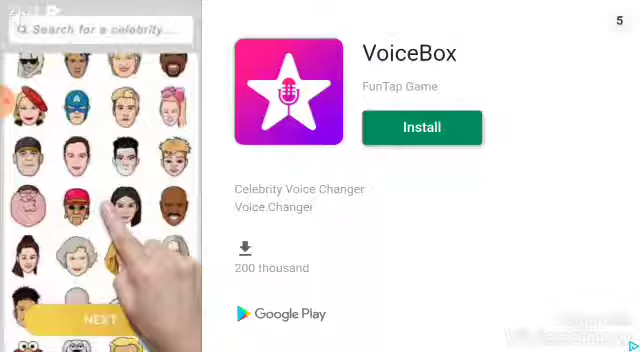 Search for a celebrity....
NEXT
5
VoiceBox
FunTap Game
Install
Celebrity Voice Changer
Voice Changer
200 thousand
Google Play